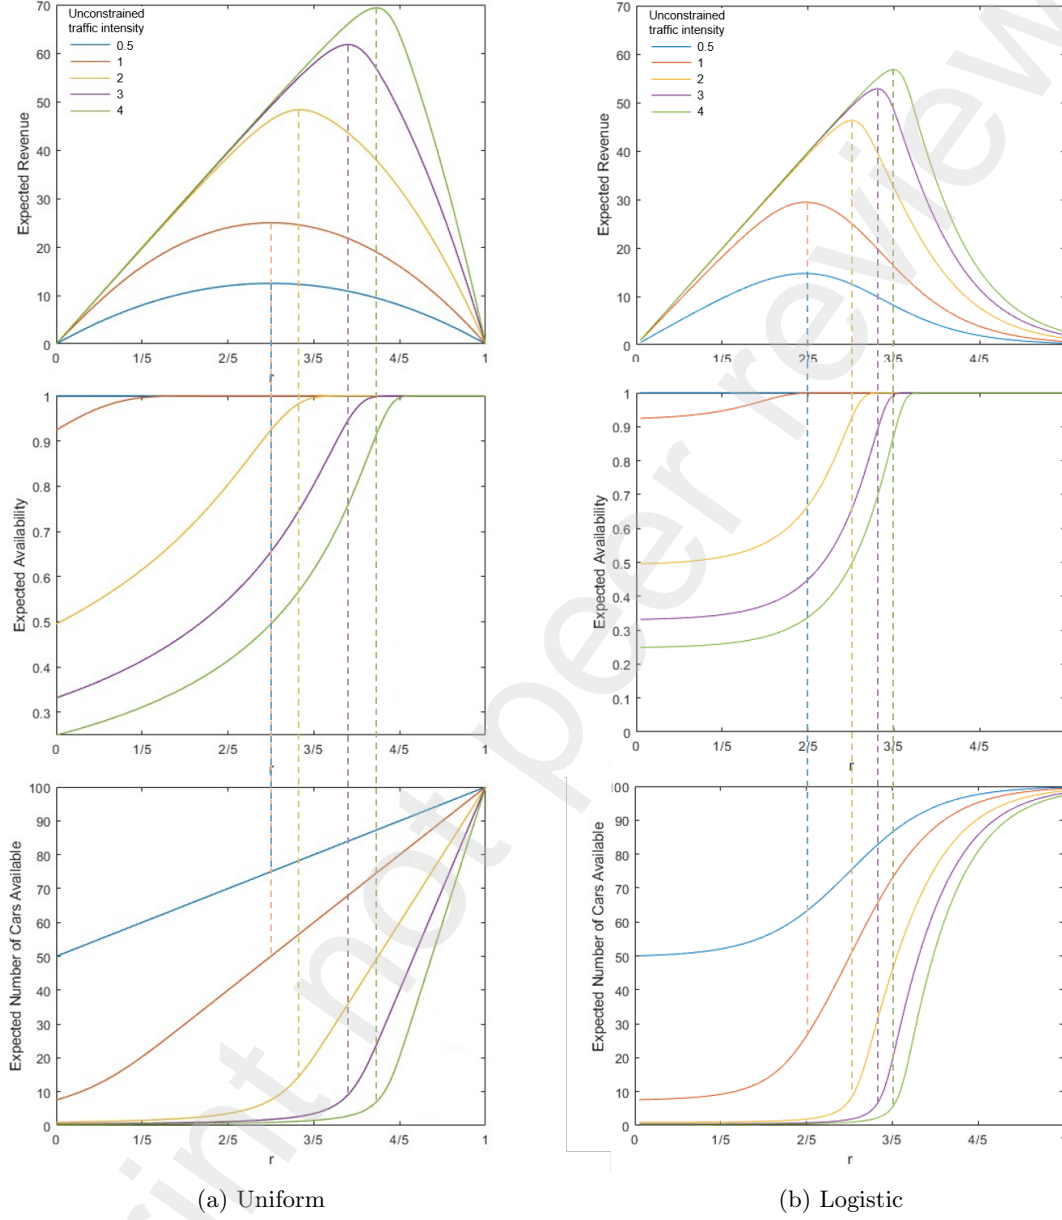 Unconstrained
traffic intensity
0.5
1
2
3
4
Expected Revenue
70
60
50
40
30
20
10
0
0 1/5 2/5 3/5 4/5 1
r
Expected Availability
1
0.9
0.8
0.7
0.6
0.5
0.4
0.3
0 1/5 2/5 3/5 4/5 1
r
Expected Number of Cars Available
100
90
80
70
60
50
40
30
20
10
0
0 1/5 2/5 3/5 4/5 1
r
(a) Uniform
Unconstrained
traffic intensity
0.5
1
2
3
4
Expected Revenue
70
60
50
40
30
20
10
0
0 1/5 2/5 3/5 4/5
Expected Availability
1
0.9
0.8
0.7
0.6
0.5
0.4
0.3
0.2
0.1
0
0 1/5 2/5 3/5 4/5
r
Expected Number of Cars Available
100
90
80
70
60
50
40
30
20
10
0
0 1/5 2/5 3/5 4/5
r
(b) Logistic
rint not peer review